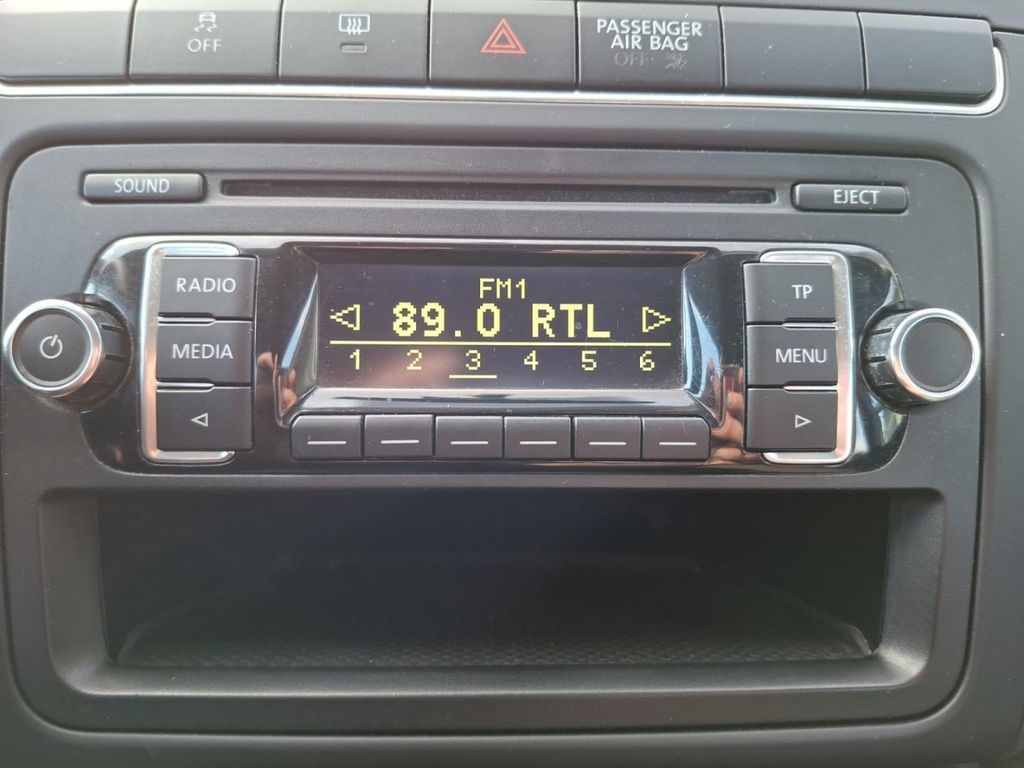 OFF
PASSENGER
AIR BAG
OFF
SOUND
EJECT
RADIO
MEDIA
FM1
89.0 RTL
1 2 3 4 5 6
TP
MENU